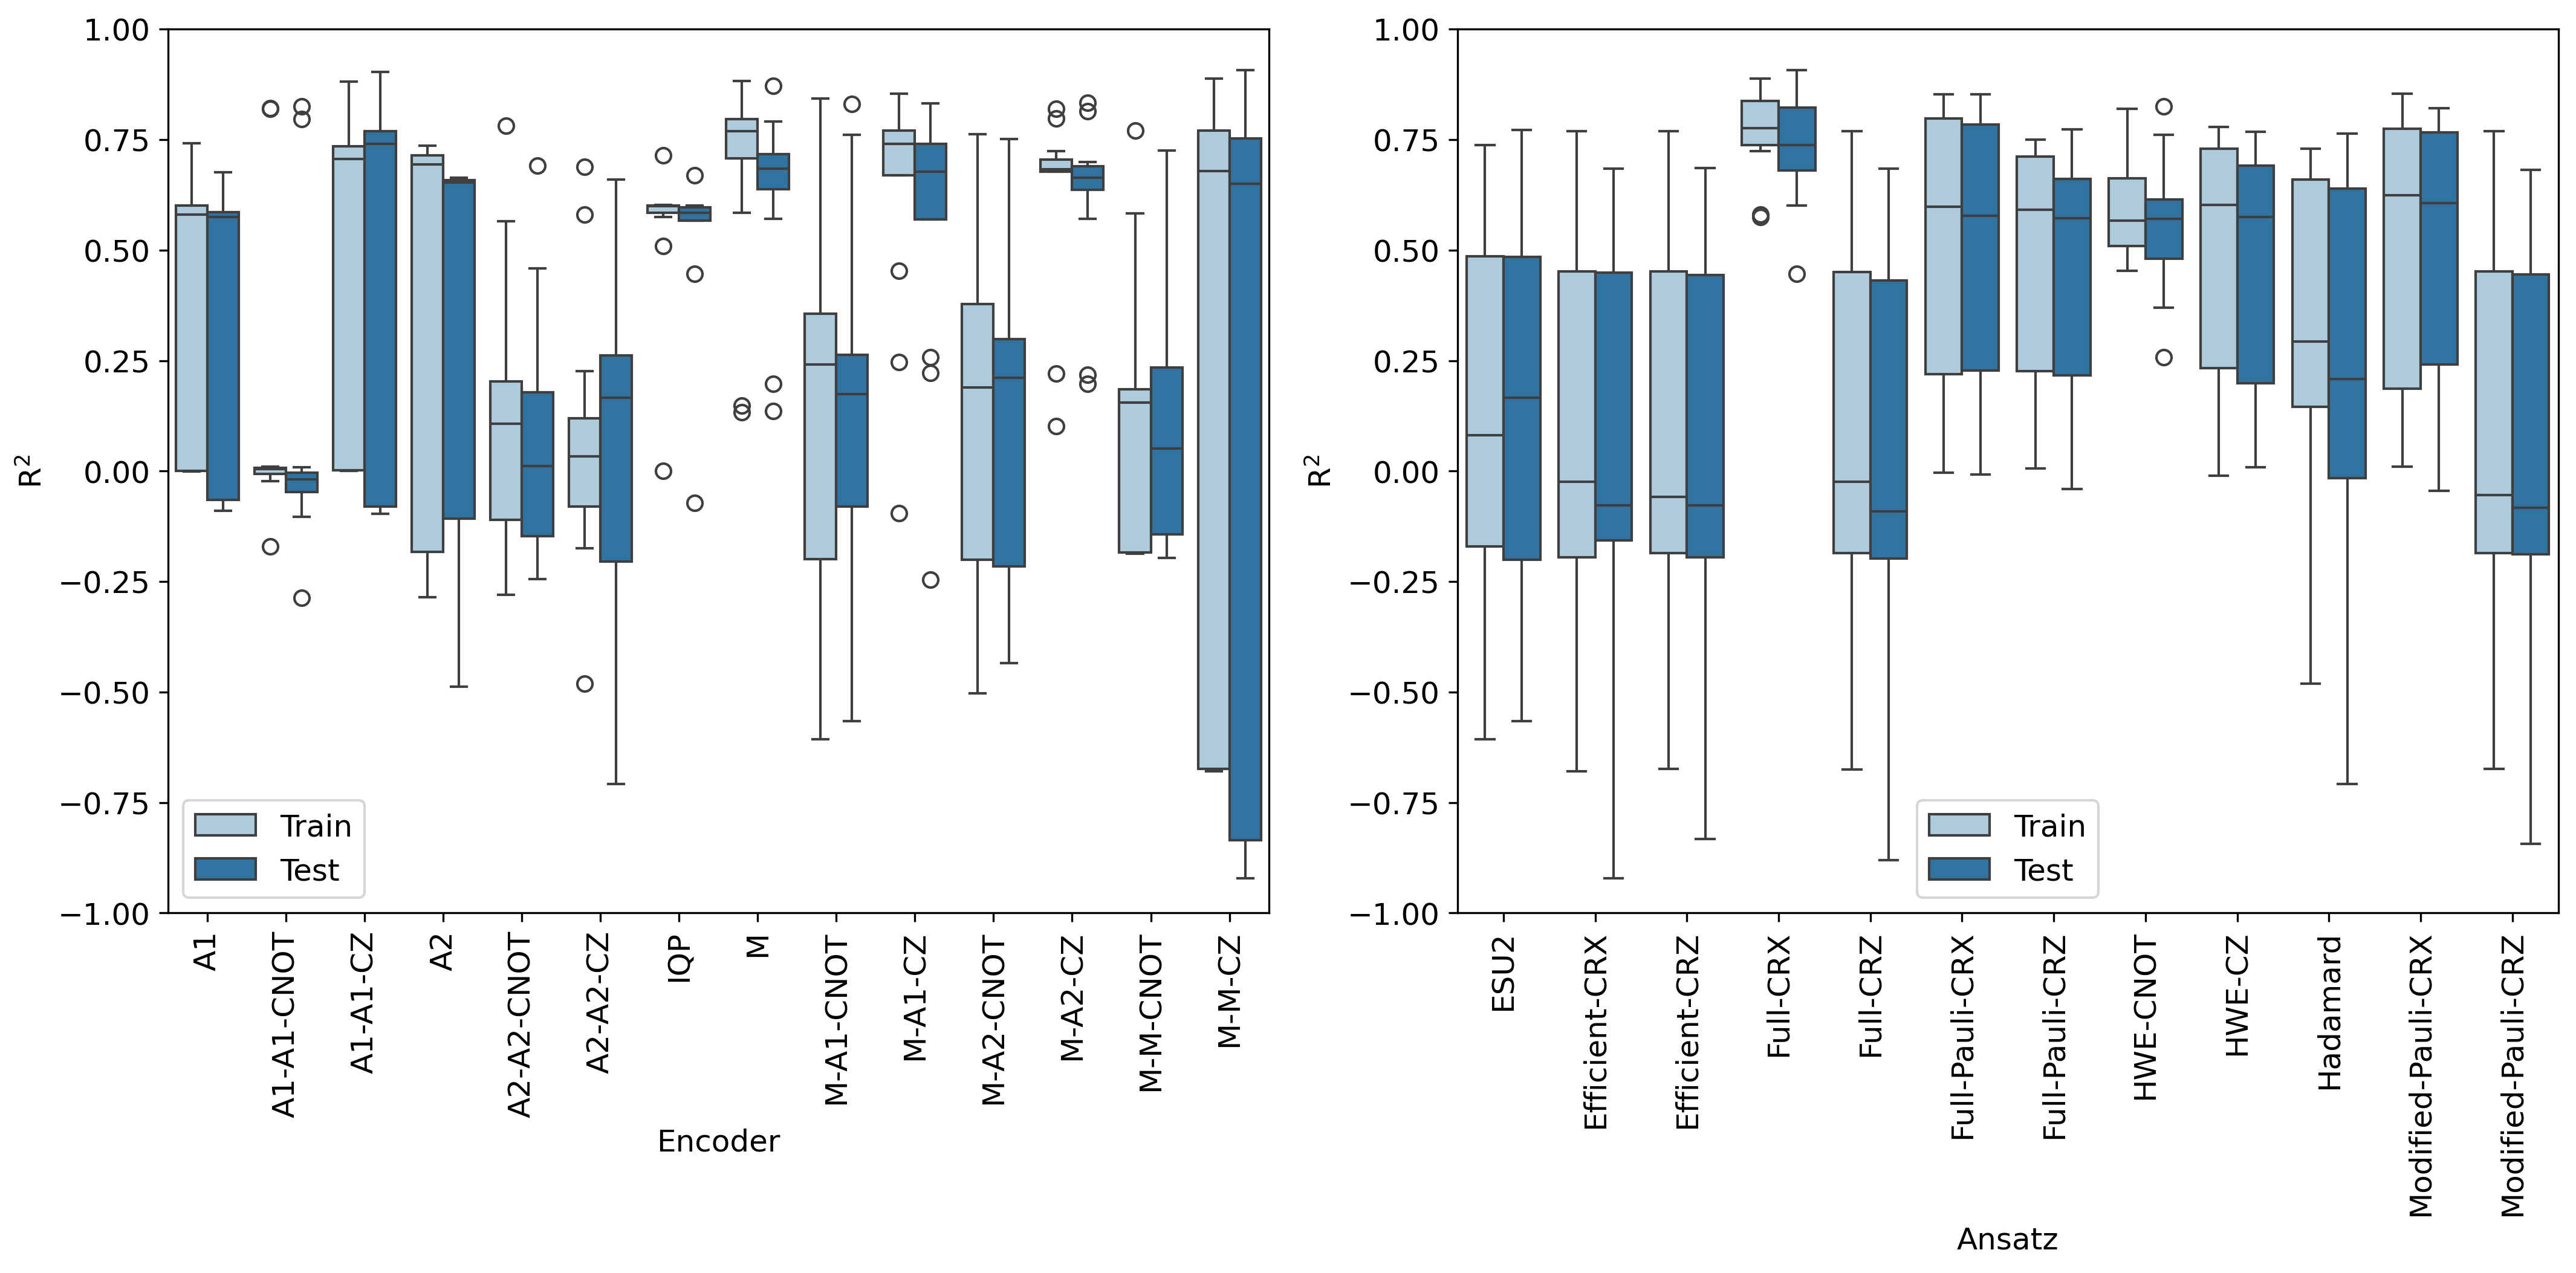 1.00
0.75
0.50
0.25
0.00
−0.25
−0.50
−0.75
−1.00
R²
Train
Test
A1
A1-A1-CNOT
A1-A1-CZ
A2
A2-A2-CNOT
A2-A2-CZ
IQP
M
M-A1-CNOT
M-A1-CZ
M-A2-CNOT
M-A2-CZ
M-M-CNOT
M-M-CZ
Encoder
1.00
0.75
0.50
0.25
0.00
−0.25
−0.50
−0.75
−1.00
R²
Train
Test
ESU2
Efficient-CRX
Efficient-CRZ
Full-CRX
Full-CRZ
Full-Pauli-CRX
Full-Pauli-CRZ
HWE-CNOT
HWE-CZ
Hadamard
Modified-Pauli-CRX
Modified-Pauli-CRZ
Ansatz